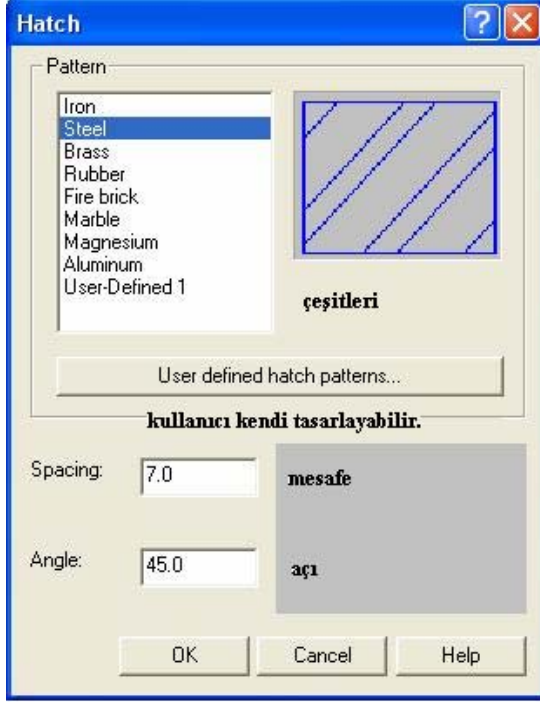 Hatch
Pattern
Iron
Steel
Brass
Rubber
Fire brick
Marble
Magnesium
Aluminum
User-Defined 1
çeşitleri
User defined hatch patterns...
kullanıcı kendi tasarlayabilir.
Spacing: 7.0 mesafe
Angle: 45.0 açı
OK Cancel Help